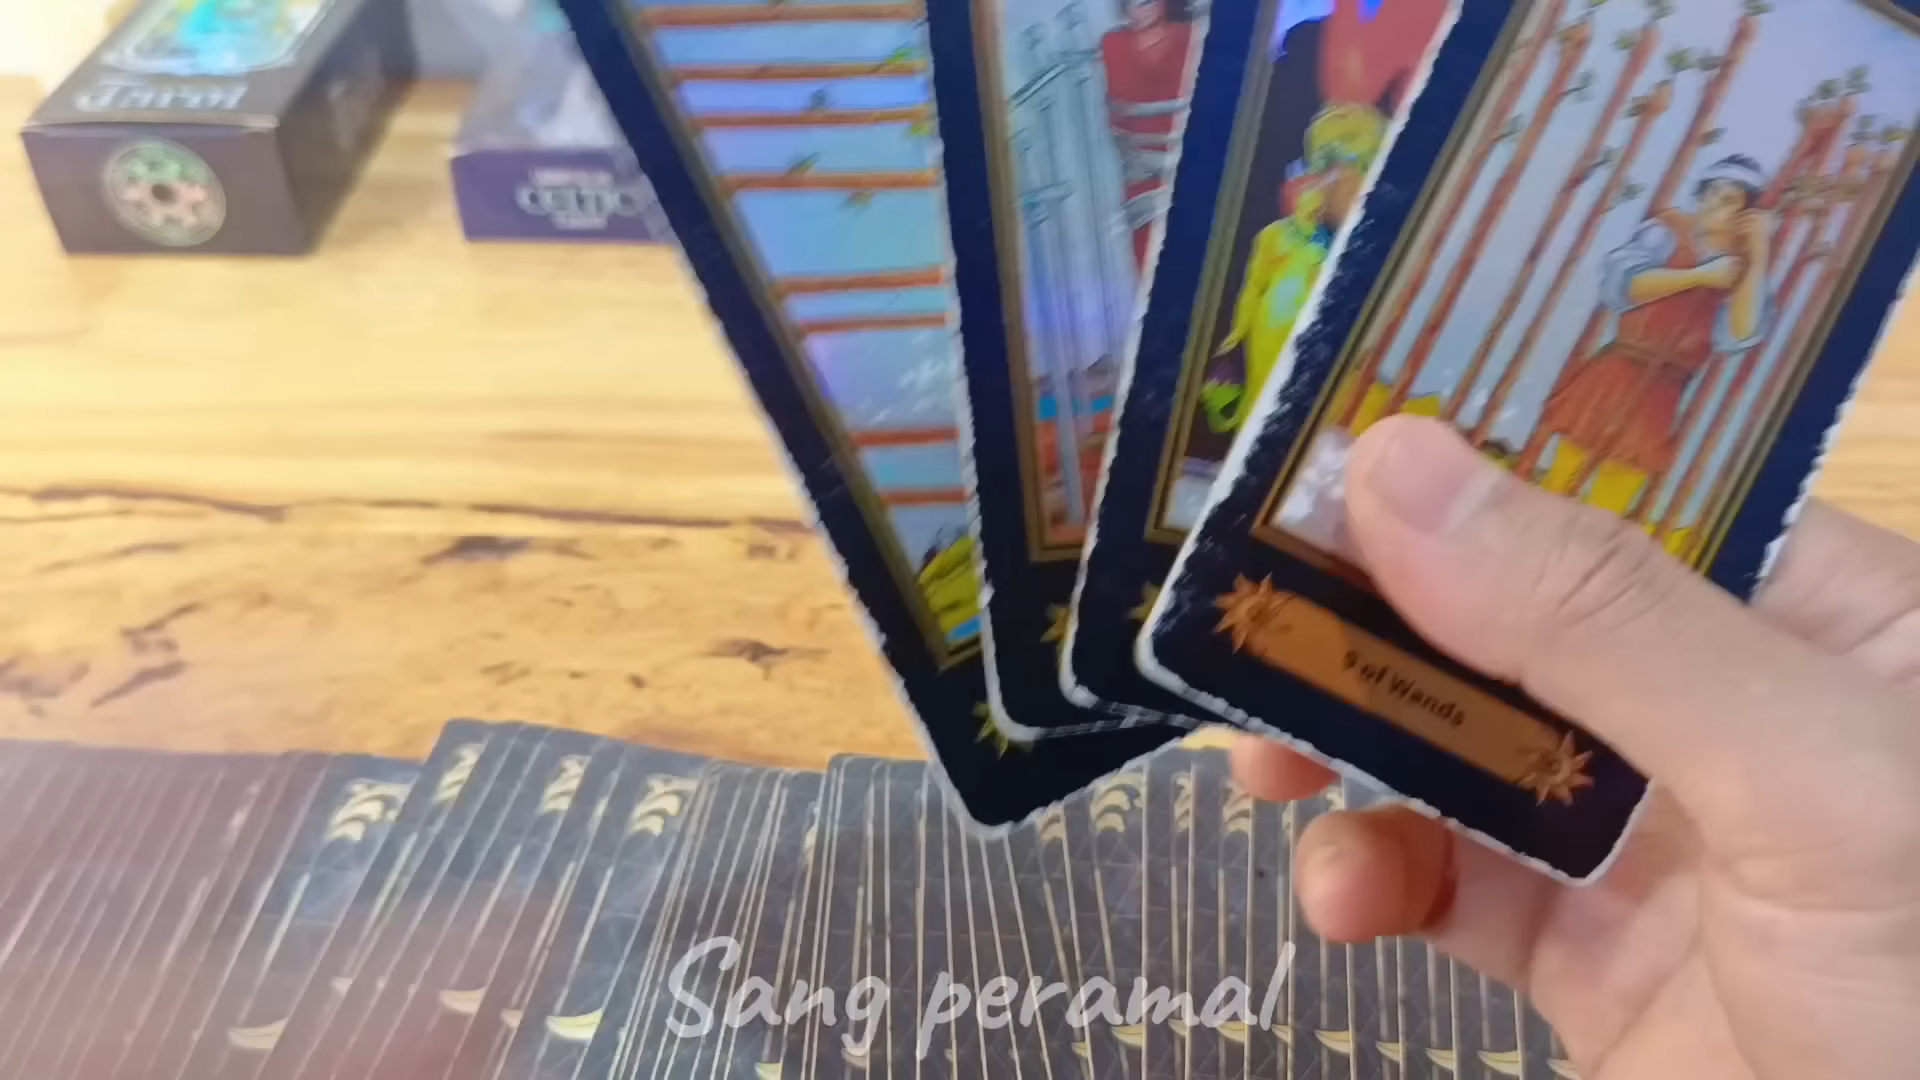 Tarot
9 of Wands
Sang peramal